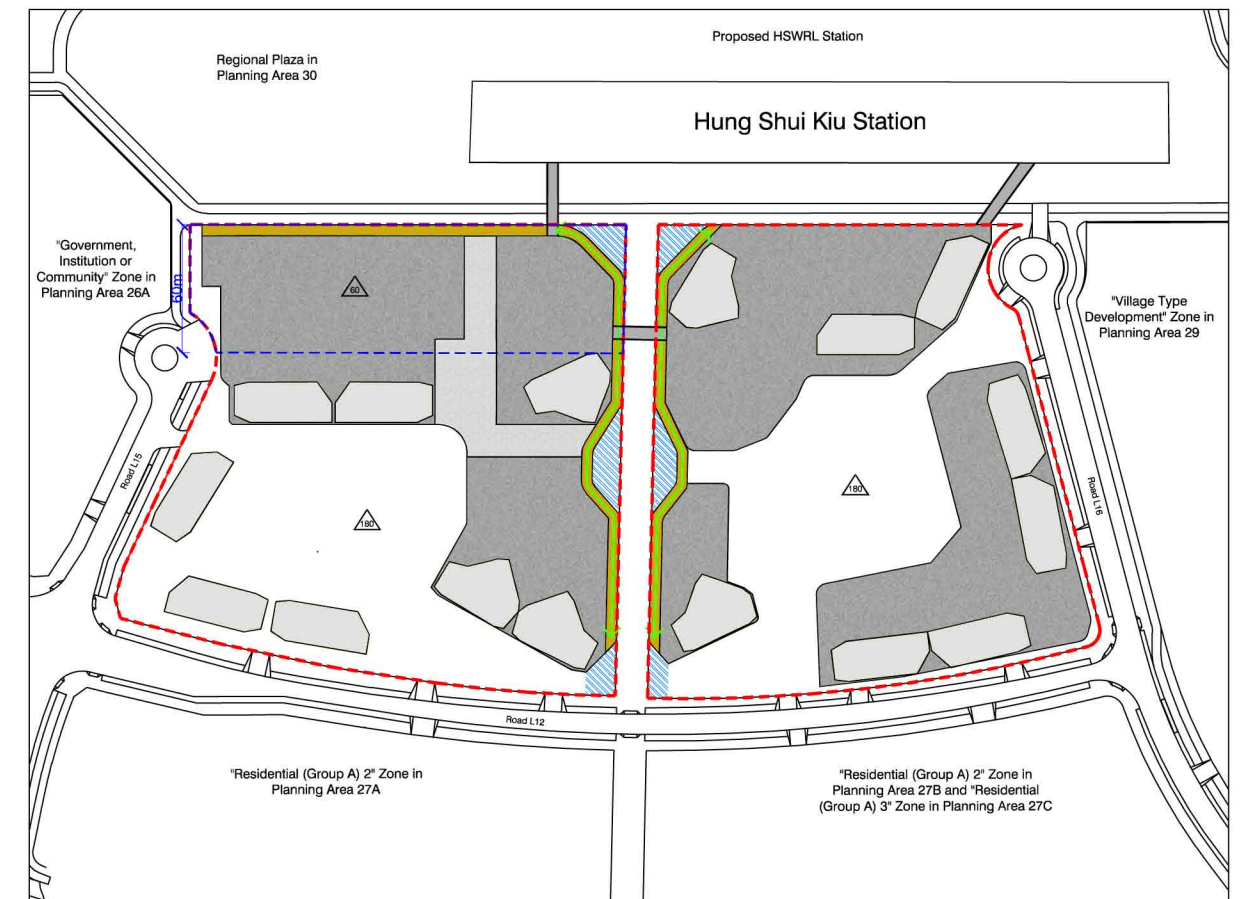 Proposed HSWRL Station
Regional Plaza in
Planning Area 30
Hung Shui Kiu Station
"Government,
Institution or
Community" Zone in
Planning Area 26A
60m
60
"Village Type
Development" Zone in
Planning Area 29
Road L15
180
180
Road L16
Road L12
"Residential (Group A) 2" Zone in
Planning Area 27A
"Residential (Group A) 2" Zone in
Planning Area 27B and "Residential
(Group A) 3" Zone in Planning Area 27C